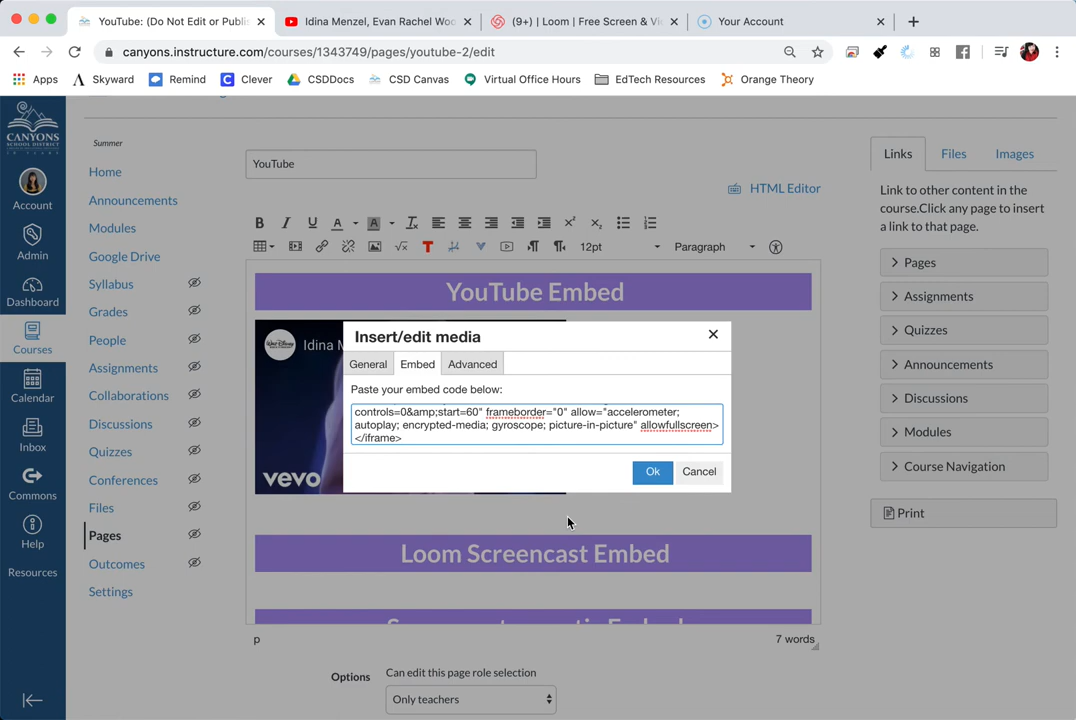 YouTube: (Do Not Edit or Publis
Idina Menzel, Evan Rachel Woo
(9+) | Loom | Free Screen & Vid
Your Account
canyons.instructure.com/courses/1343749/pages/youtube-2/edit
Apps
Skyward
Remind
Clever
CSDDocs
CSD Canvas
Virtual Office Hours
EdTech Resources
Orange Theory
CANYONS
SCHOOL DISTRICT
Account
Admin
Dashboard
Courses
Calendar
Inbox
Commons
Help
Resources
Summer
Home
Announcements
Modules
Google Drive
Syllabus
Grades
People
Assignments
Collaborations
Discussions
Quizzes
Conferences
Files
Pages
Outcomes
Settings
YouTube
HTML Editor
12pt
Paragraph
YouTube Embed
Idina M
vevo
Insert/edit media
General
Embed
Advanced
Paste your embed code below:
controls=0&amp;start=60" frameborder="0" allow="accelerometer;
autoplay; encrypted-media; gyroscope; picture-in-picture" allowfullscreen>
</iframe>
Ok
Cancel
Loom Screencast Embed
p
7 words
Options
Can edit this page role selection
Only teachers
Links
Files
Images
Link to other content in the
course.Click any page to insert
a link to that page.
Pages
Assignments
Quizzes
Announcements
Discussions
Modules
Course Navigation
Print